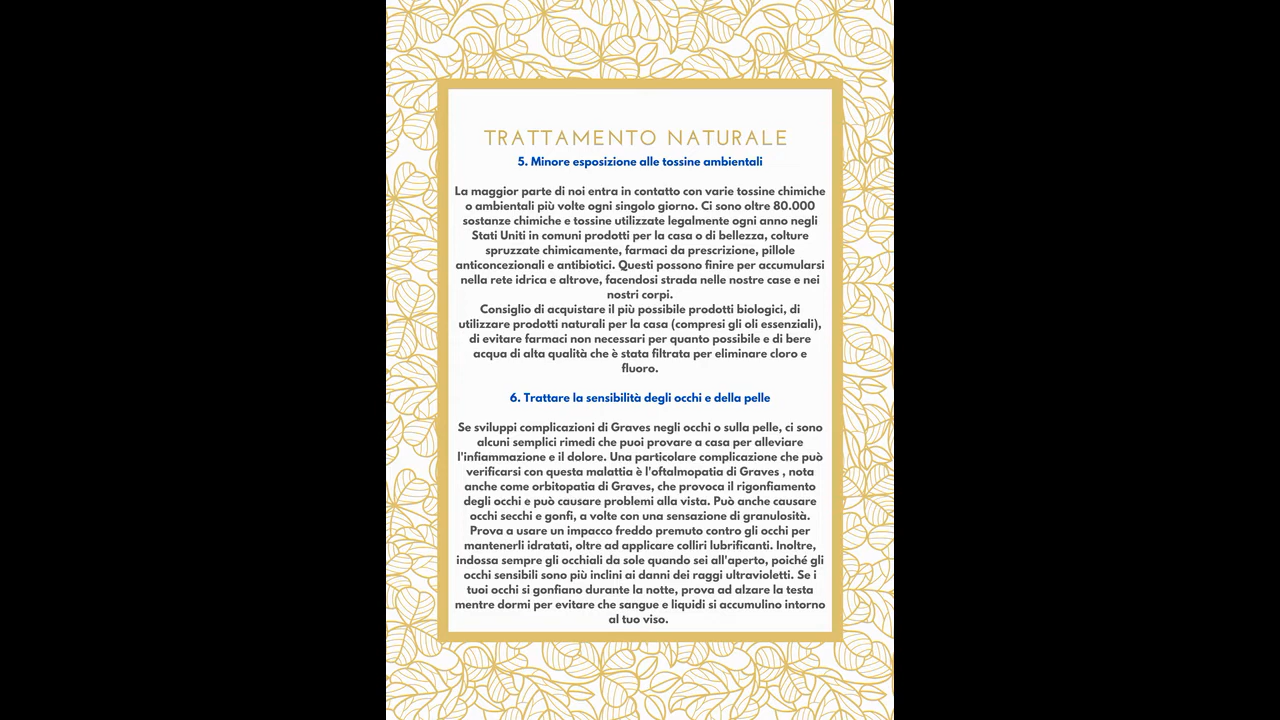 TRATTAMENTO NATURALE
5. Minore esposizione alle tossine ambientali
La maggior parte di noi entra in contatto con varie tossine chimiche
o ambientali più volte ogni singolo giorno. Ci sono oltre 80.000
sostanze chimiche e tossine utilizzate legalmente ogni anno negli
Stati Uniti in comuni prodotti per la casa o di bellezza, colture
spruzzate chimicamente, farmaci da prescrizione, pillole
anticoncezionali e antibiotici. Questi possono finire per accumularsi
nella rete idrica e altrove, facendosi strada nelle nostre case e nei
nostri corpi.
Consiglio di acquistare il più possibile prodotti biologici, di
utilizzare prodotti naturali per la casa (compresi gli oli essenziali),
di evitare farmaci non necessari per quanto possibile e di bere
acqua di alta qualità che è stata filtrata per eliminare cloro e
fluoro.
6. Trattare la sensibilità degli occhi e della pelle
Se sviluppi complicazioni di Graves negli occhi o sulla pelle, ci sono
alcuni semplici rimedi che puoi provare a casa per alleviare
l'infiammazione e il dolore. Una particolare complicazione che può
verificarsi con questa malattia è l'oftalmopatia di Graves , nota
anche come orbitopatia di Graves, che provoca il rigonfiamento
degli occhi e può causare problemi alla vista. Può anche causare
occhi secchi e gonfi, a volte con una sensazione di granulosità.
Prova a usare un impacco freddo premuto contro gli occhi per
mantenerli idratati, oltre ad applicare colliri lubrificanti. Inoltre,
indossa sempre gli occhiali da sole quando sei all'aperto, poiché gli
occhi sensibili sono più inclini ai danni dei raggi ultravioletti. Se i
tuoi occhi si gonfiano durante la notte, prova ad alzare la testa
mentre dormi per evitare che sangue e liquidi si accumulino intorno
al tuo viso.